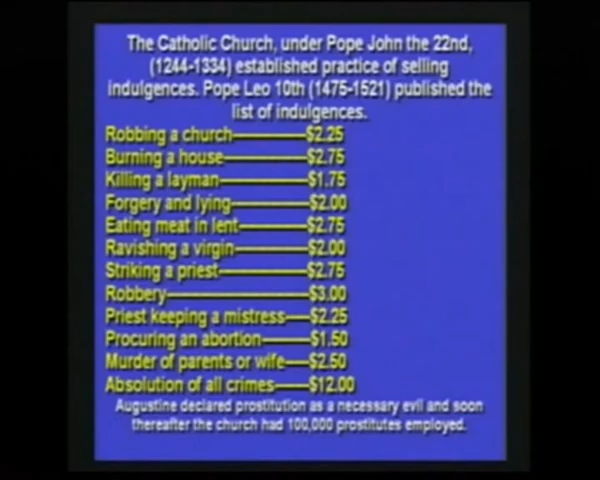 The Catholic Church, under Pope John the 22nd,
(1244-1334) established practice of selling
indulgences. Pope Leo 10th (1475-1521) published the
list of indulgences.
Robbing a church————$2.25
Burning a house————$2.75
Killing a layman————$1.75
Forgery and lying————$2.00
Eating meat in lent————$2.75
Ravishing a virgin————$2.00
Striking a priest————$2.75
Robbery————$3.00
Priest keeping a mistress——$2.25
Procuring an abortion——$1.50
Murder of parents or wife——$2.50
Absolution of all crimes——$12.00
Augustine declared prostitution as a necessary evil and soon
thereafter the church had 100,000 prostitutes employed.